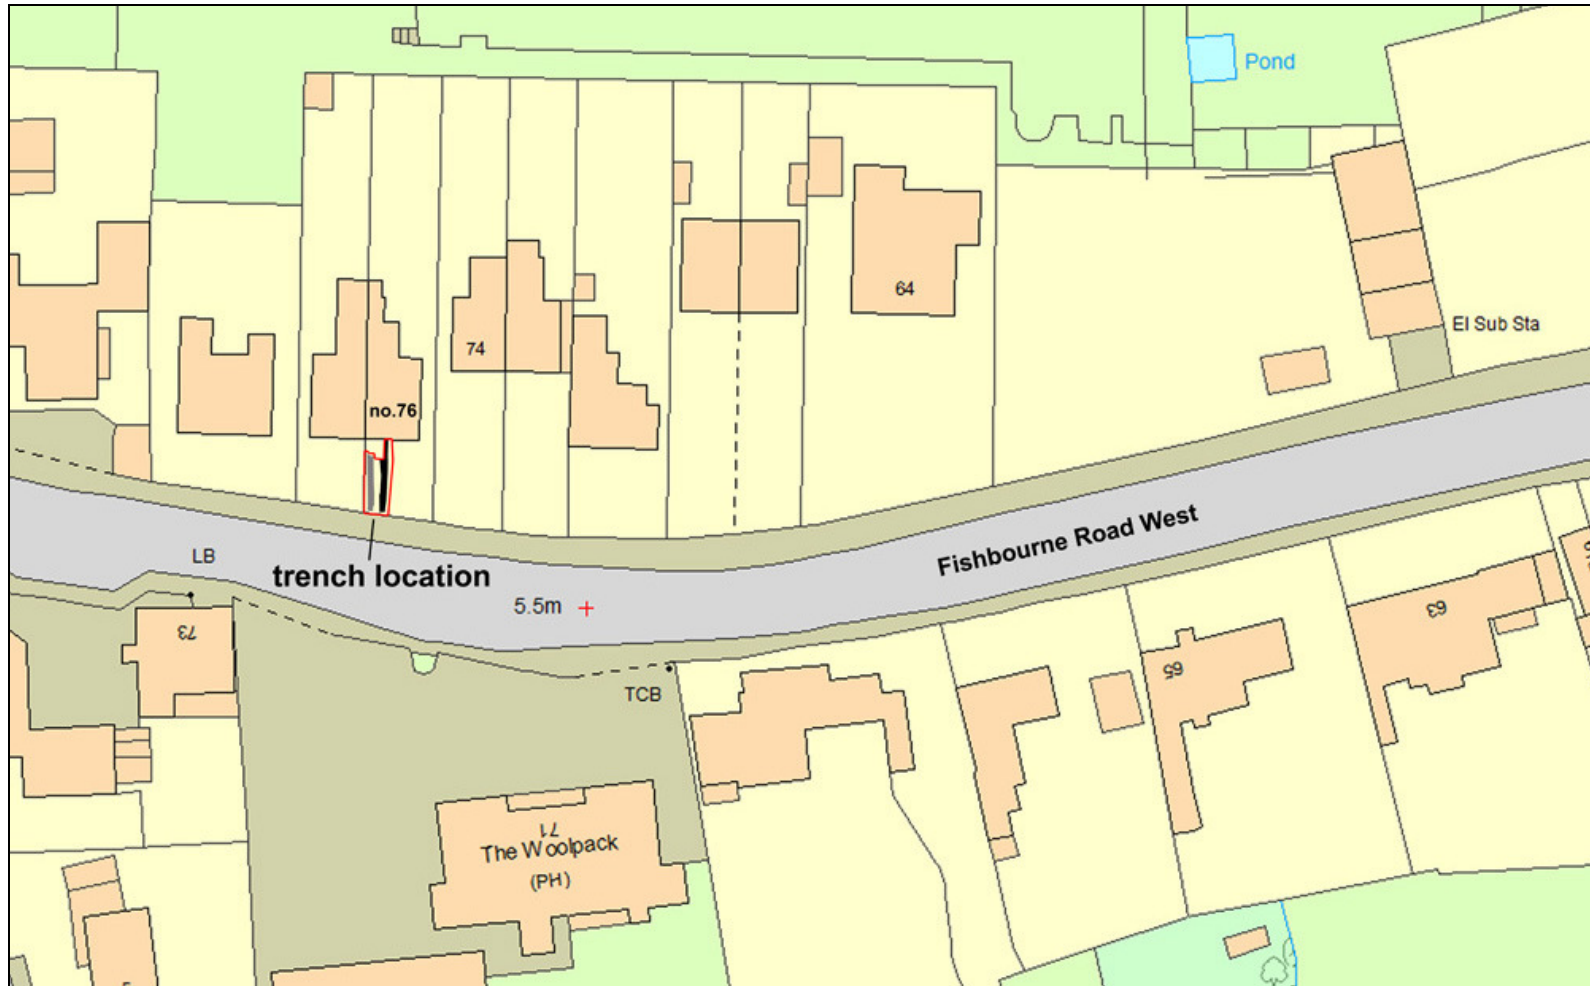 Pond
64
El Sub Sta
74
no.76
Fishbourne Road West
LB
trench location
5.5m
73
63
65
TCB
71
The Woolpack
(PH)